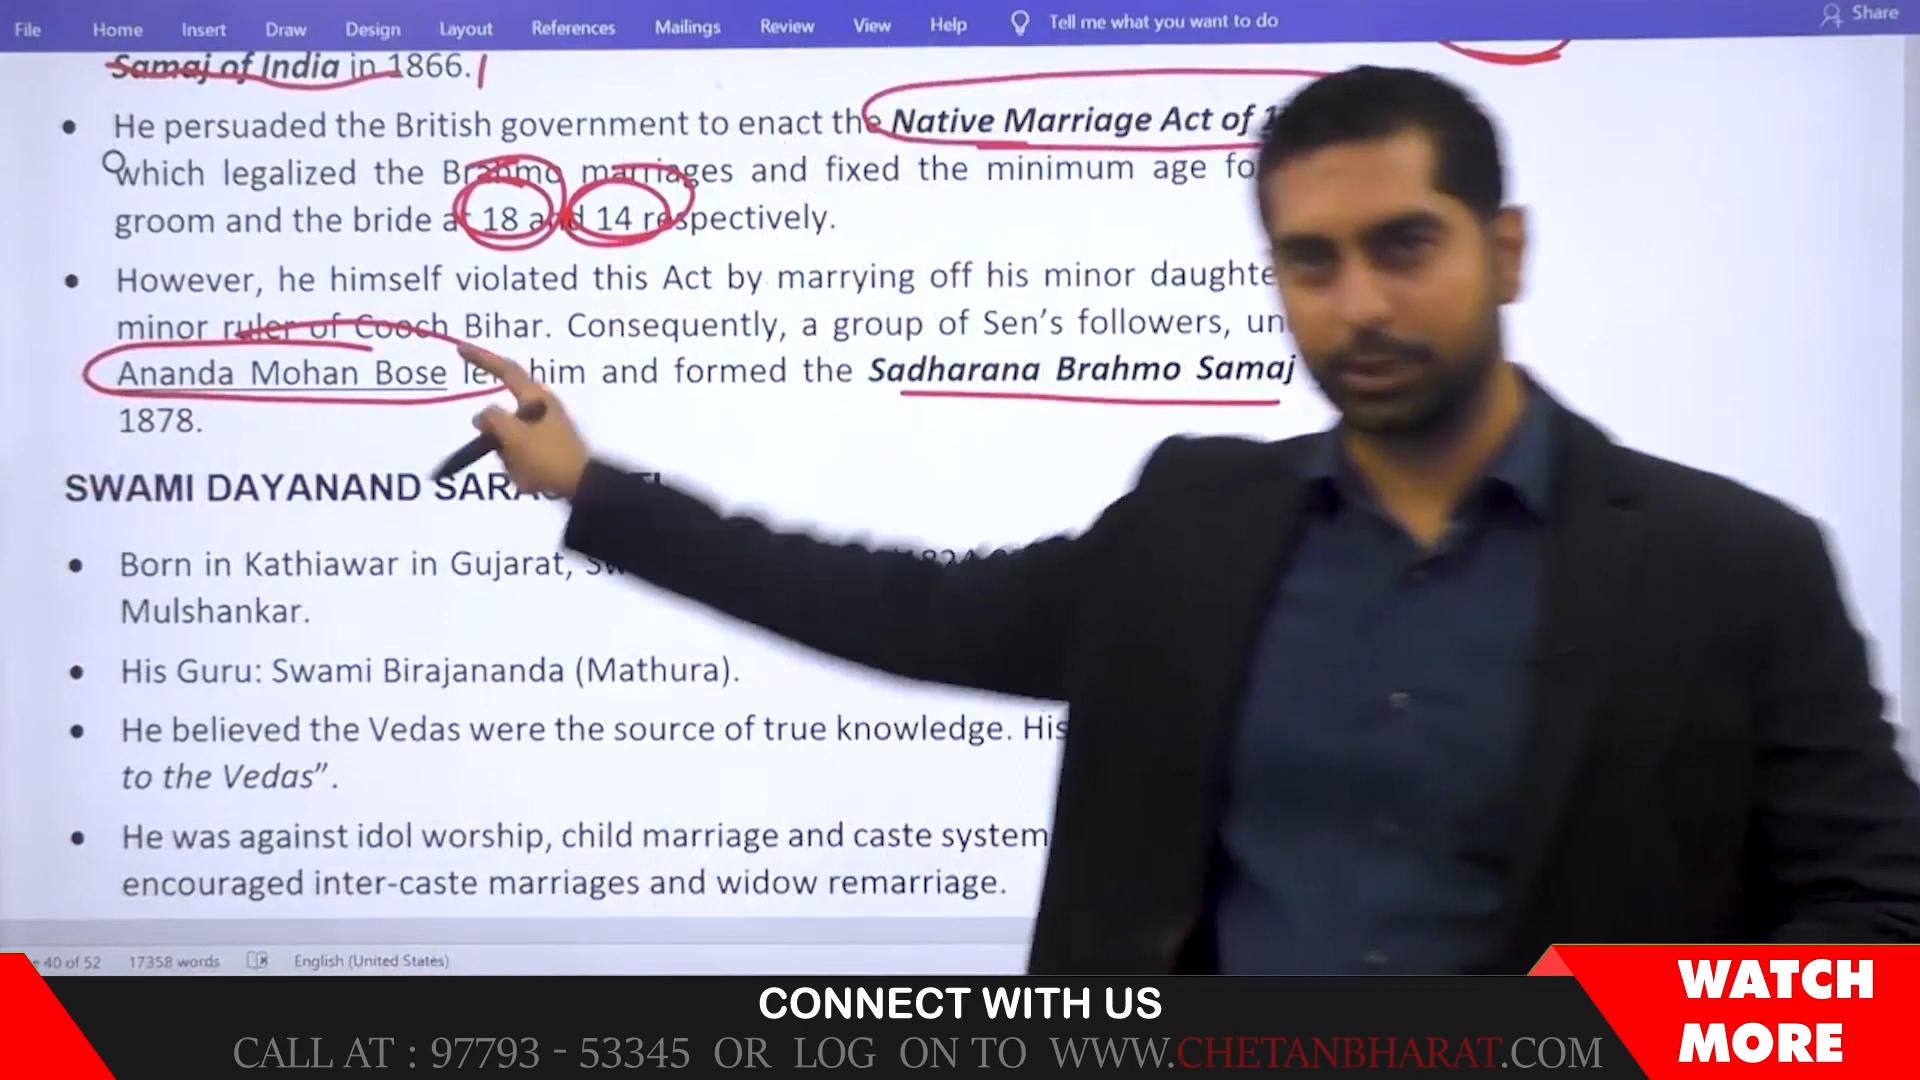 File Home Insert Draw Design Layout References Mailings Review View Help Tell me what you want to do Share
Samaj of India in 1866.
• He persuaded the British government to enact the Native Marriage Act of
which legalized the Brahmo marriages and fixed the minimum age
groom and the bride at 18 and 14 respectively.
• However, he himself violated this Act by marrying off his minor
minor ruler of Cooch Bihar. Consequently, a group of Sen's followers,
Ananda Mohan Bose him and formed the Sadharana Brahmo Samaj
1878.
SWAMI DAYANAND
• Born in Kathiawar in Gujarat,
Mulshankar.
• His Guru: Swami Birajananda (Mathura).
• He believed the Vedas were the source of true knowledge. His
to the Vedas".
• He was against idol worship, child marriage and caste system
encouraged inter-caste marriages and widow remarriage.
40 of 52 17358 words English (United States)
CONNECT WITH US
CALL AT : 97793 - 53345 OR LOG ON TO WWW.CHETANBHARAT.COM
WATCH
MORE